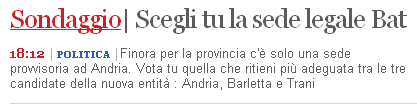 Sondaggio| Scegli tu la sede legale Bat
18:12 | POLITICA | Finora per la provincia c'è solo una sede
provvisoria ad Andria. Vota tu quella che ritieni più adeguata tra le tre
candidate della nuova entità : Andria, Barletta e Trani